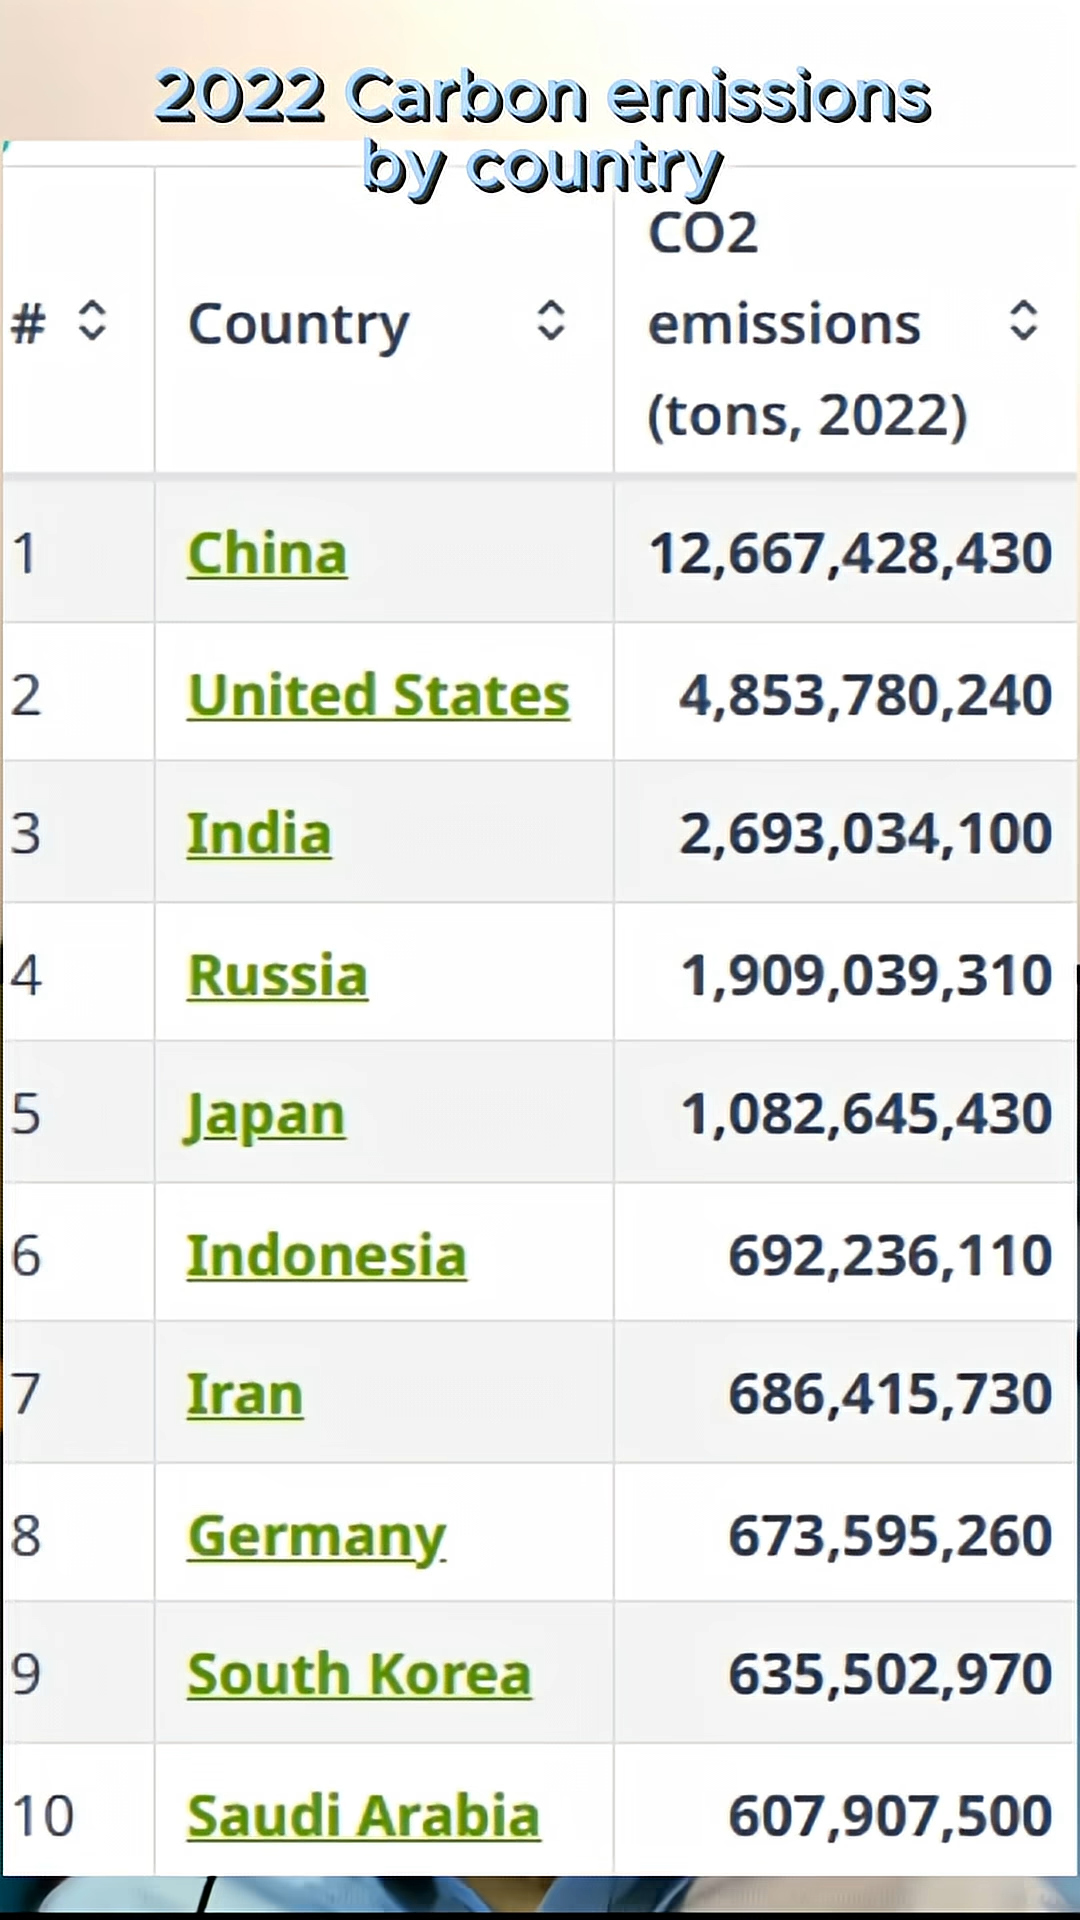 2022 Carbon emissions
by country
# Country CO2
emissions
(tons, 2022)
1 China 12,667,428,430
2 United States 4,853,780,240
3 India 2,693,034,100
4 Russia 1,909,039,310
5 Japan 1,082,645,430
6 Indonesia 692,236,110
7 Iran 686,415,730
8 Germany 673,595,260
9 South Korea 635,502,970
10 Saudi Arabia 607,907,500